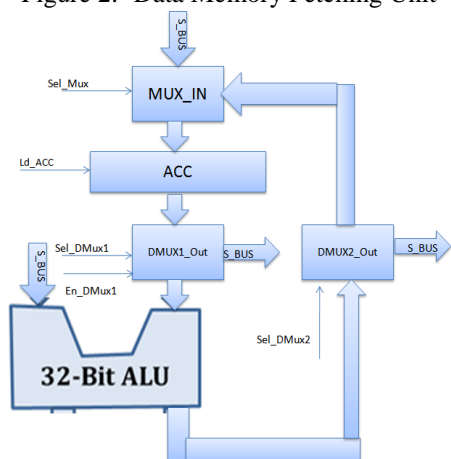 Figure 2: Data Memory Fetching Unit
S_BUS
Sel_Mux
MUX_IN
Ld_ACC
ACC
S_BUS
Sel_DMux1
DMUX1_Out
S_BUS
DMUX2_Out
S_BUS
En_DMux1
Sel_DMux2
32-Bit ALU